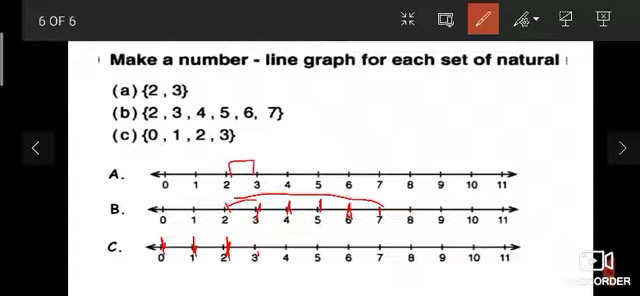 6 OF 6
Make a number - line graph for each set of natural
(a) {2 , 3}
(b) {2 , 3 , 4 , 5 , 6, 7}
(c) {0 , 1 , 2 , 3}
A. 0 1 2 3 4 5 6 7 8 9 10 11
B. 0 1 2 3 4 5 6 7 8 9 10 11
C. 0 1 2 3 4 5 6 7 8 9 10 11
ORDER